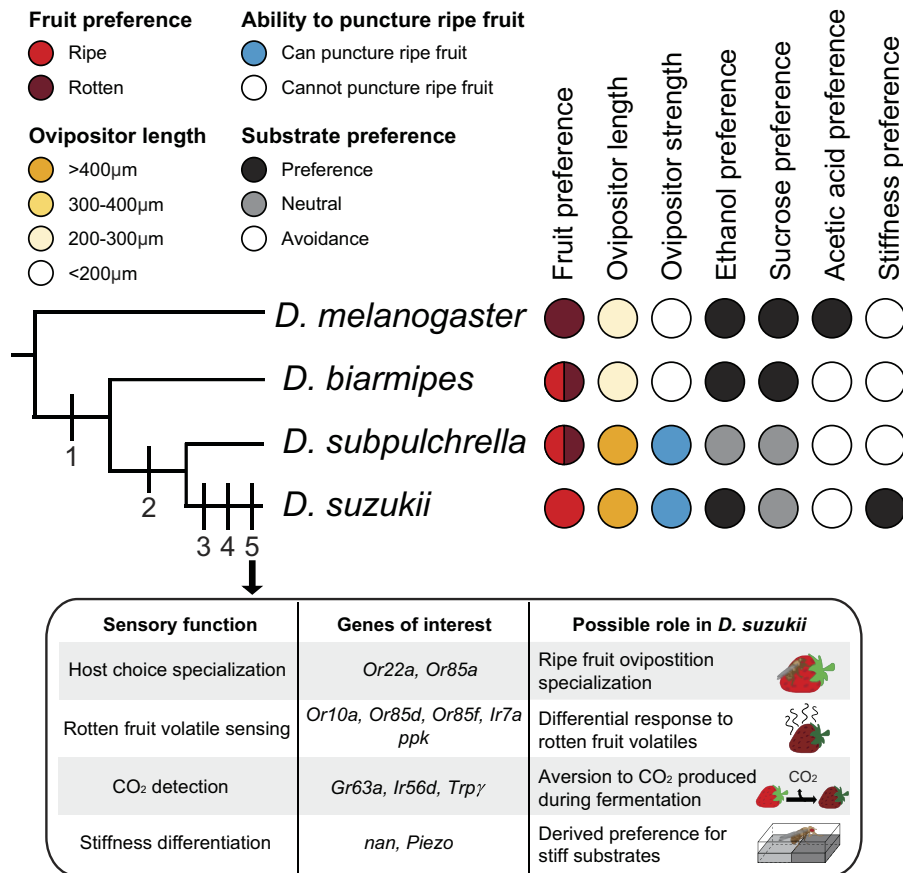 Fruit preference
Ripe
Rotten
Ability to puncture ripe fruit
Can puncture ripe fruit
Cannot puncture ripe fruit
Ovipositor length
>400μm
300-400μm
200-300μm
<200μm
Substrate preference
Preference
Neutral
Avoidance
Fruit preference
Ovipositor length
Ovipositor strength
Ethanol preference
Sucrose preference
Acetic acid preference
Stiffness preference
D. melanogaster
D. biarmipes
D. subpulchrella
D. suzukii
1
2
3 4 5
Sensory function
Genes of interest
Possible role in D. suzukii
Host choice specialization
Or22a, Or85a
Ripe fruit ovipostition
specialization
Rotten fruit volatile sensing
Or10a, Or85d, Or85f, Ir7a
ppk
Differential response to
rotten fruit volatiles
CO₂ detection
Gr63a, Ir56d, Trpγ
Aversion to CO₂ produced
during fermentation
CO₂
Stiffness differentiation
nan, Piezo
Derived preference for
stiff substrates